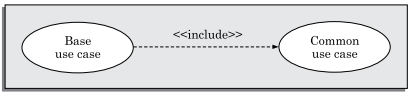 <<include>>
Base
use case
Common
use case